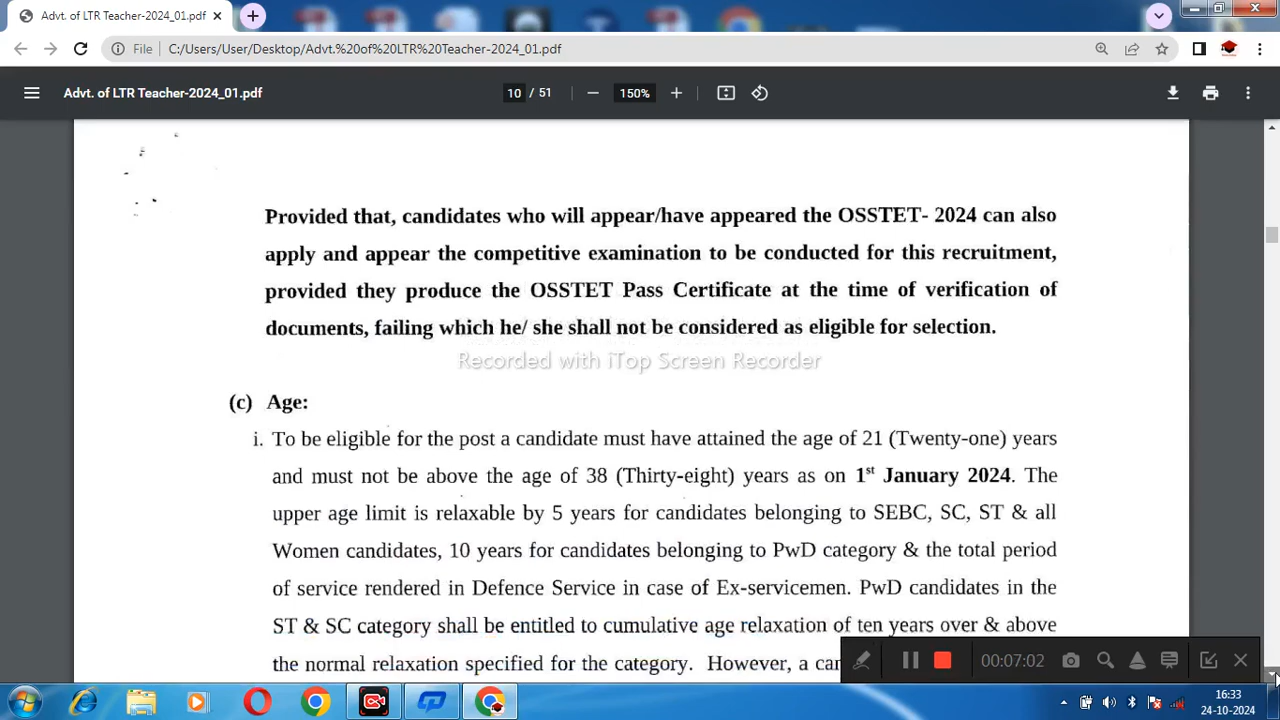 Advt. of LTR Teacher-2024_01.pdf
File
C:/Users/User/Desktop/Advt.%20of%20LTR%20Teacher-2024_01.pdf
Advt. of LTR Teacher-2024_01.pdf
10 / 51
150%
Provided that, candidates who will appear/have appeared the OSSTET- 2024 can also
apply and appear the competitive examination to be conducted for this recruitment,
provided they produce the OSSTET Pass Certificate at the time of verification of
documents, failing which he/ she shall not be considered as eligible for selection.
Recorded with iTop Screen Recorder
(c) Age:
i. To be eligible for the post a candidate must have attained the age of 21 (Twenty-one) years
and must not be above the age of 38 (Thirty-eight) years as on 1st January 2024. The
upper age limit is relaxable by 5 years for candidates belonging to SEBC, SC, ST & all
Women candidates, 10 years for candidates belonging to PwD category & the total period
of service rendered in Defence Service in case of Ex-servicemen. PwD candidates in the
ST & SC category shall be entitled to cumulative age relaxation of ten years over & above
the normal relaxation specified for the category. However, a can
00:07:02
16:33
24-10-2024